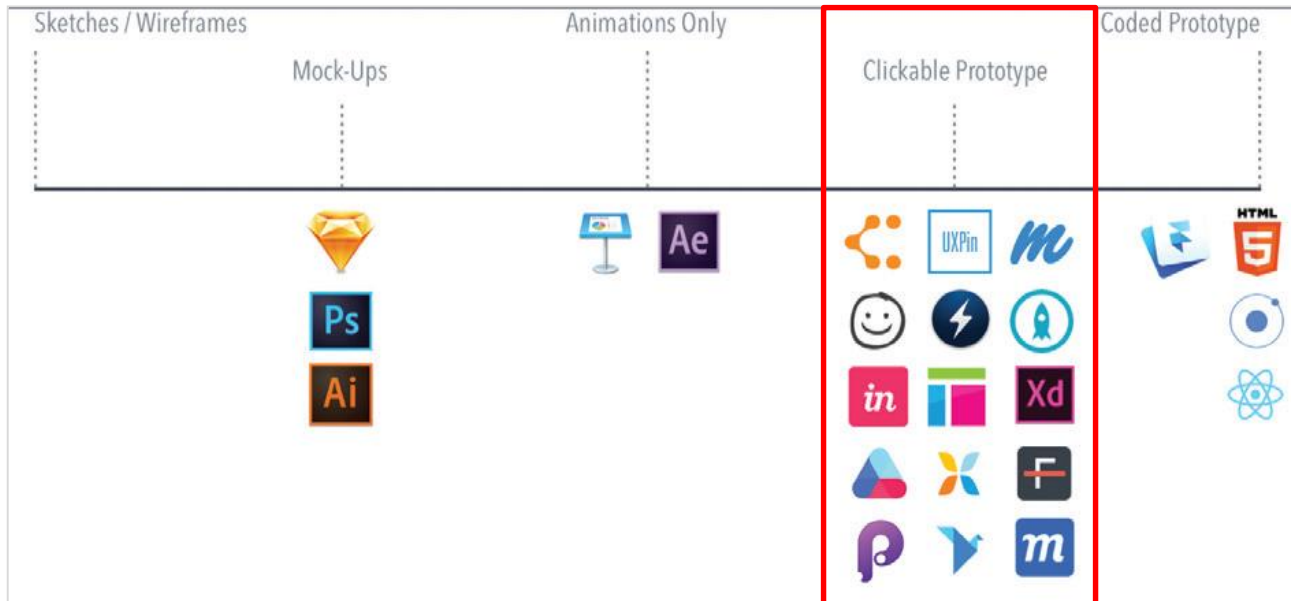 Sketches / Wireframes
Animations Only
Coded Prototype
Mock-Ups
Clickable Prototype
Ae
UXPin
m
HTML
5
Ps
Ai
in
Xd
F
P
m